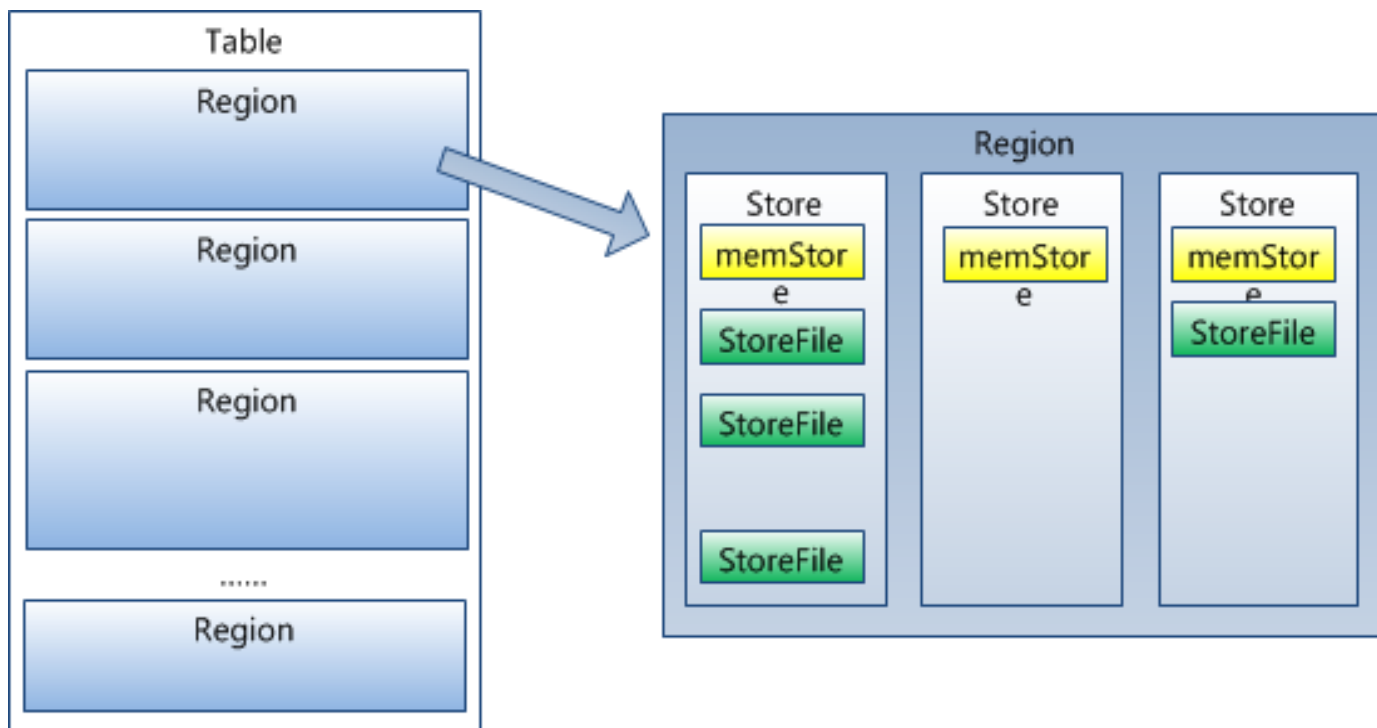 Table
Region
Region
Region
......
Region
Region
Store
memStor
e
StoreFile
StoreFile
StoreFile
Store
memStor
e
Store
memStor
e
StoreFile